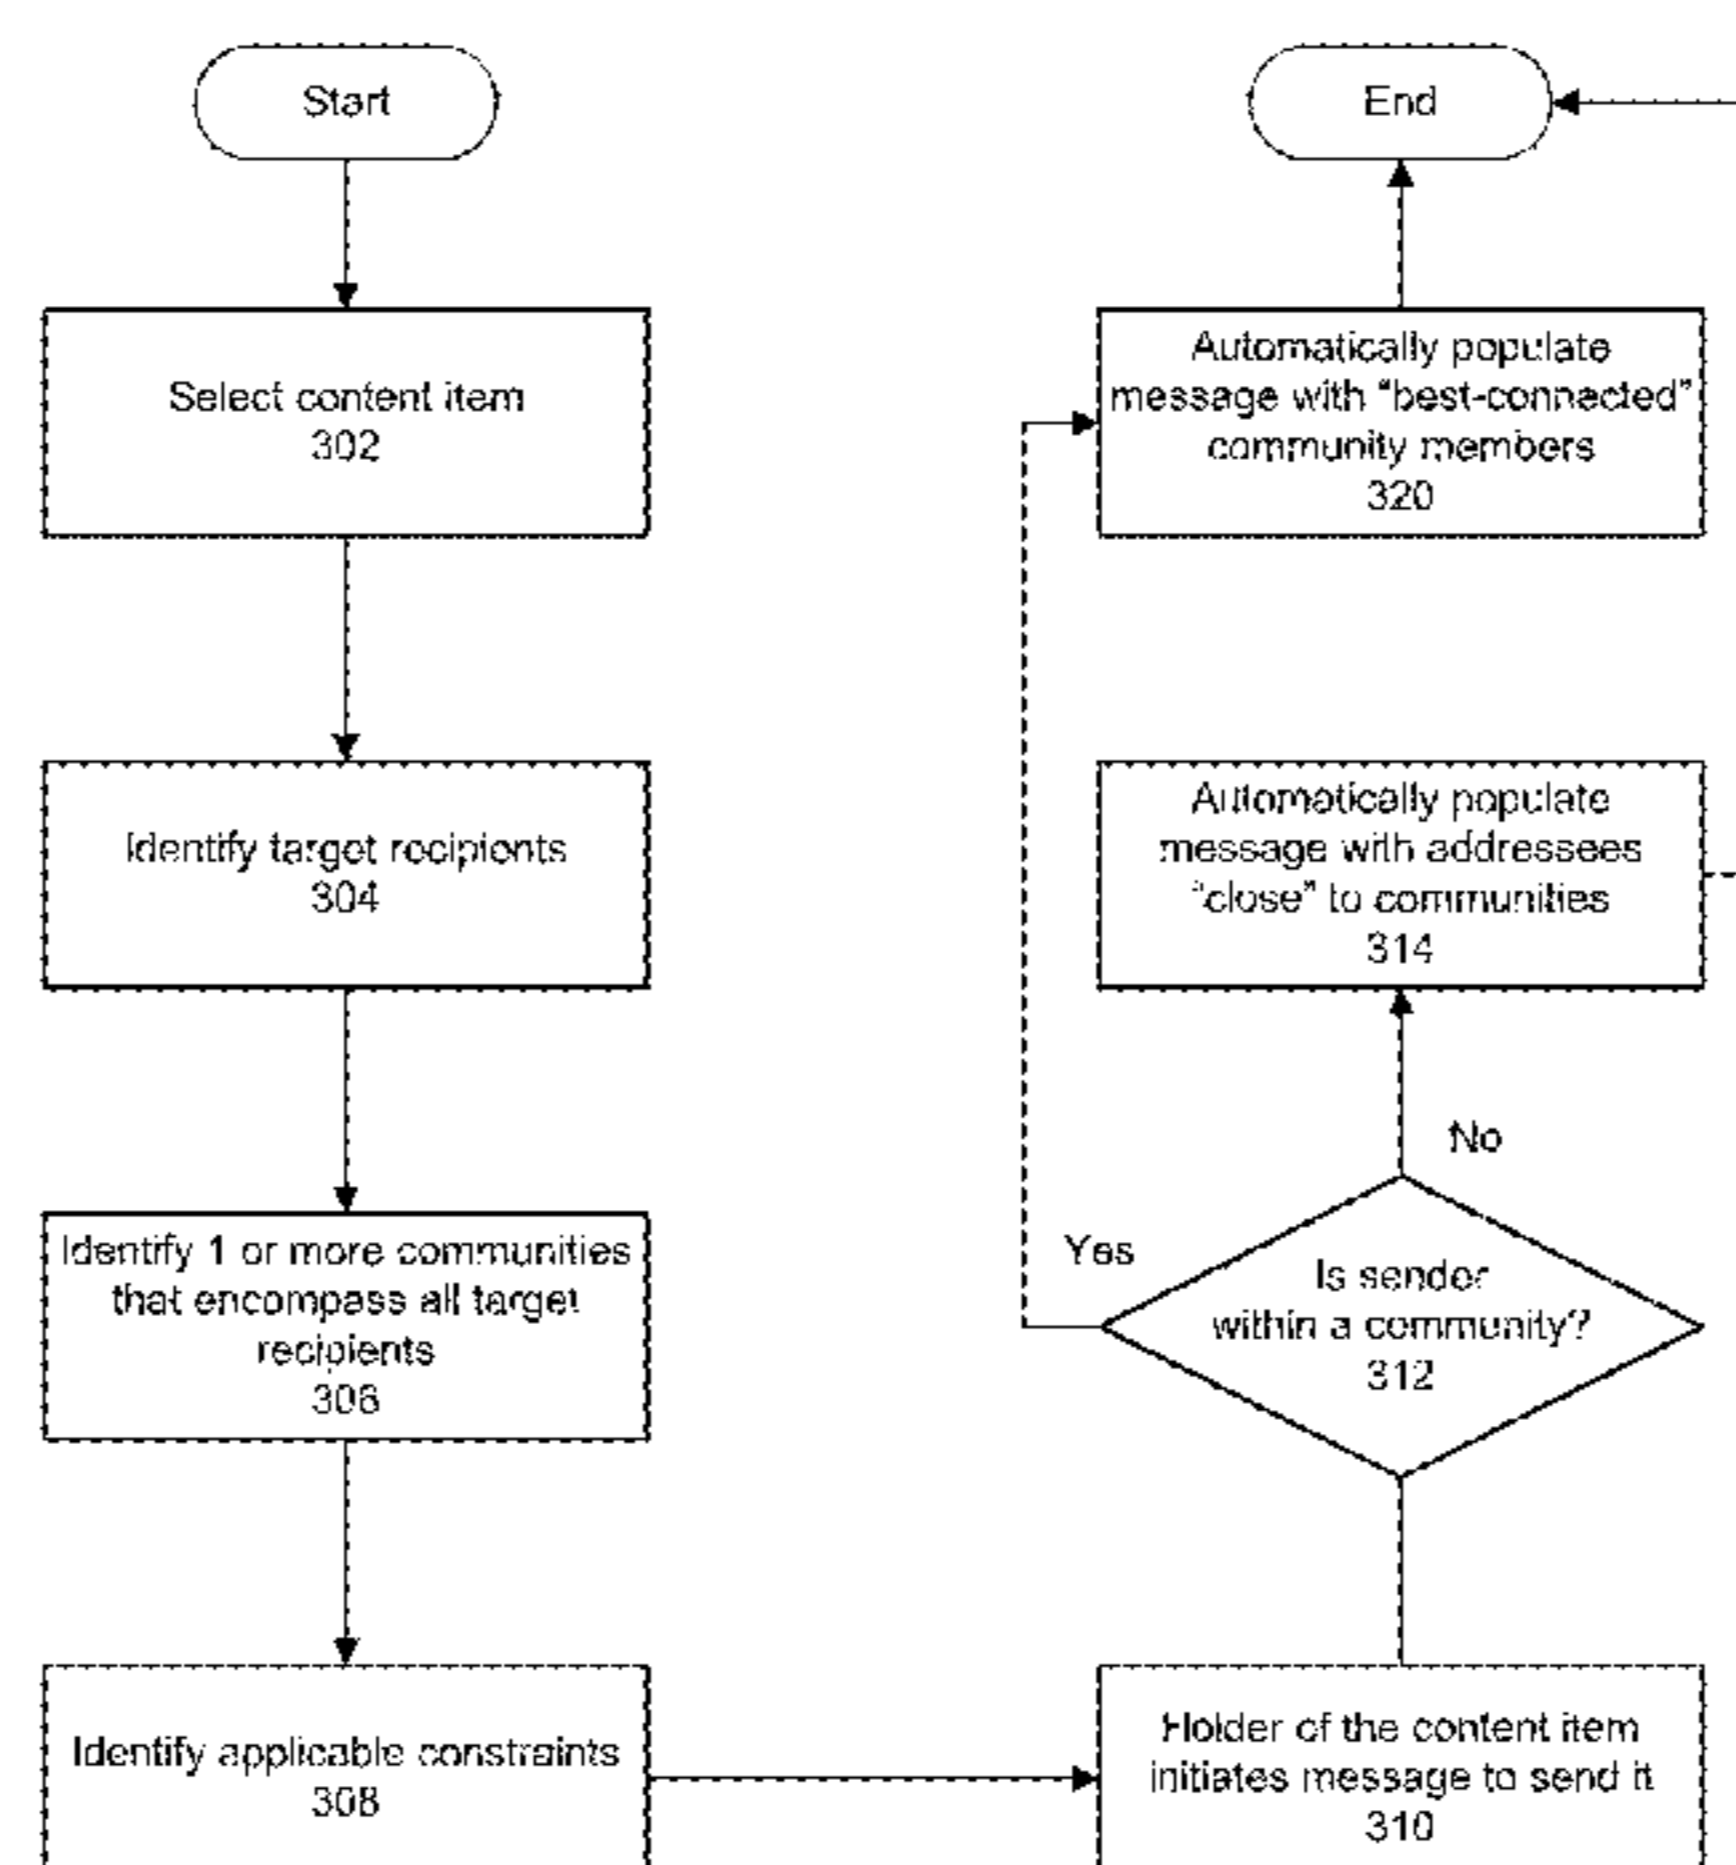 Start
Select content item
302
Identify target recipients
304
Identify 1 or more communities
that encompass all target
recipients
306
Identify applicable constraints
308
End
Automatically populate
message with “best-connected”
community members
320
Automatically populate
message with addressees
“close” to communities
314
No
Yes
Is sender
within a community?
312
Holder of the content item
initiates message to send it
310